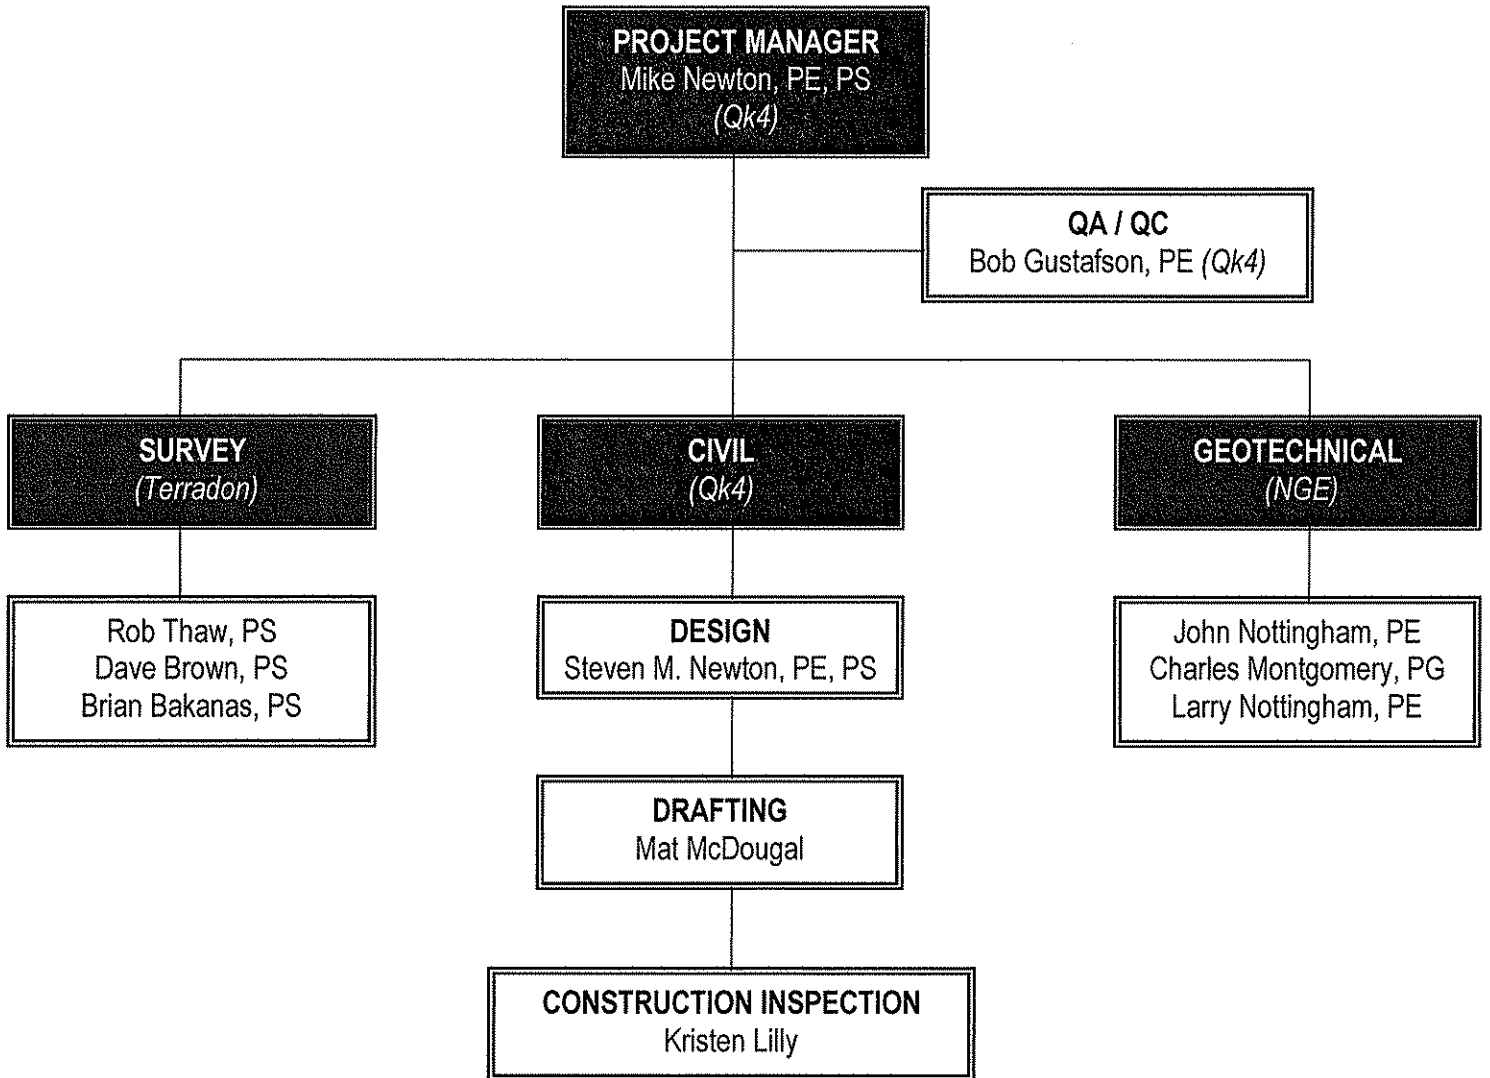 PROJECT MANAGER
Mike Newton, PE, PS
(Qk4)
QA / QC
Bob Gustafson, PE (Qk4)
SURVEY
(Terradon)
CIVIL
(Qk4)
GEOTECHNICAL
(NGE)
Rob Thaw, PS
Dave Brown, PS
Brian Bakanas, PS
DESIGN
Steven M. Newton, PE, PS
John Nottingham, PE
Charles Montgomery, PG
Larry Nottingham, PE
DRAFTING
Mat McDougal
CONSTRUCTION INSPECTION
Kristen Lilly